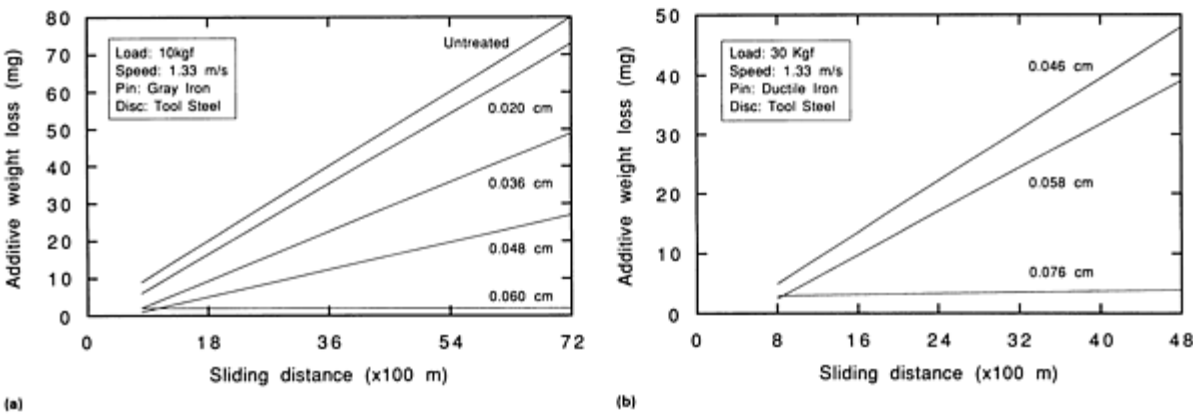 80
70
60
50
40
30
20
10
0
Additive weight loss (mg)
Load: 10kgf
Speed: 1.33 m/s
Pin: Gray Iron
Disc: Tool Steel
Untreated
0.020 cm
0.036 cm
0.048 cm
0.060 cm
0 18 36 54 72
Sliding distance (x100 m)
(a)
50
40
30
20
10
0
Additive weight loss (mg)
Load: 30 Kgf
Speed: 1.33 m/s
Pin: Ductile Iron
Disc: Tool Steel
0.046 cm
0.058 cm
0.076 cm
0 8 16 24 32 40 48
Sliding distance (x100 m)
(b)